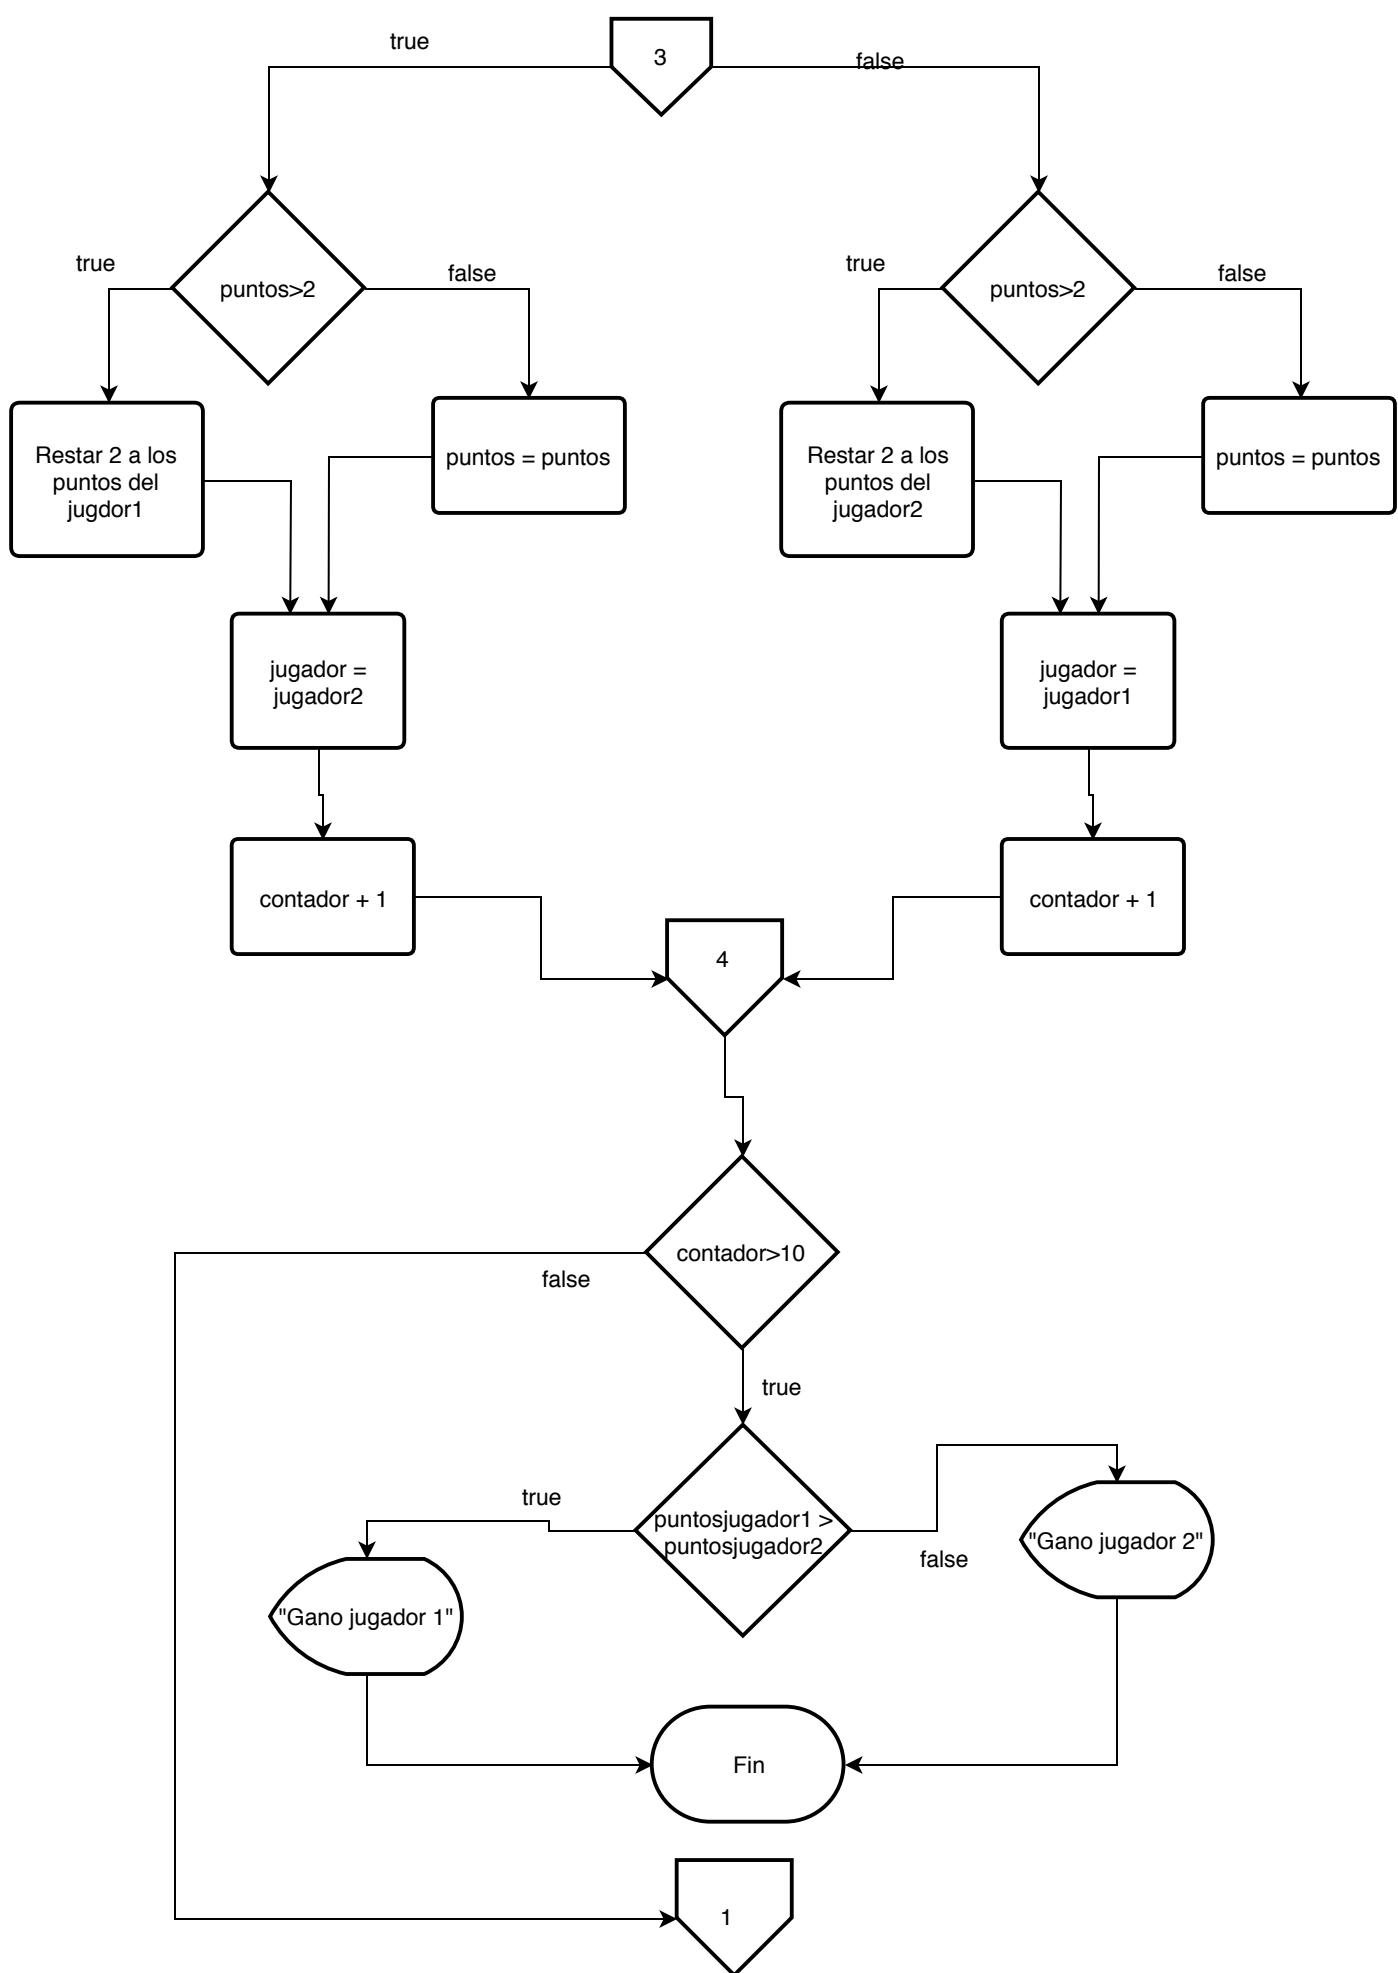 3
true
false
true
puntos>2
false
true
puntos>2
false
Restar 2 a los
puntos del
jugdor1
puntos = puntos
Restar 2 a los
puntos del
jugador2
puntos = puntos
jugador =
jugador2
jugador =
jugador1
contador + 1
contador + 1
4
contador>10
false
true
true
puntosjugador1 >
puntosjugador2
false
"Gano jugador 2"
"Gano jugador 1"
Fin
1